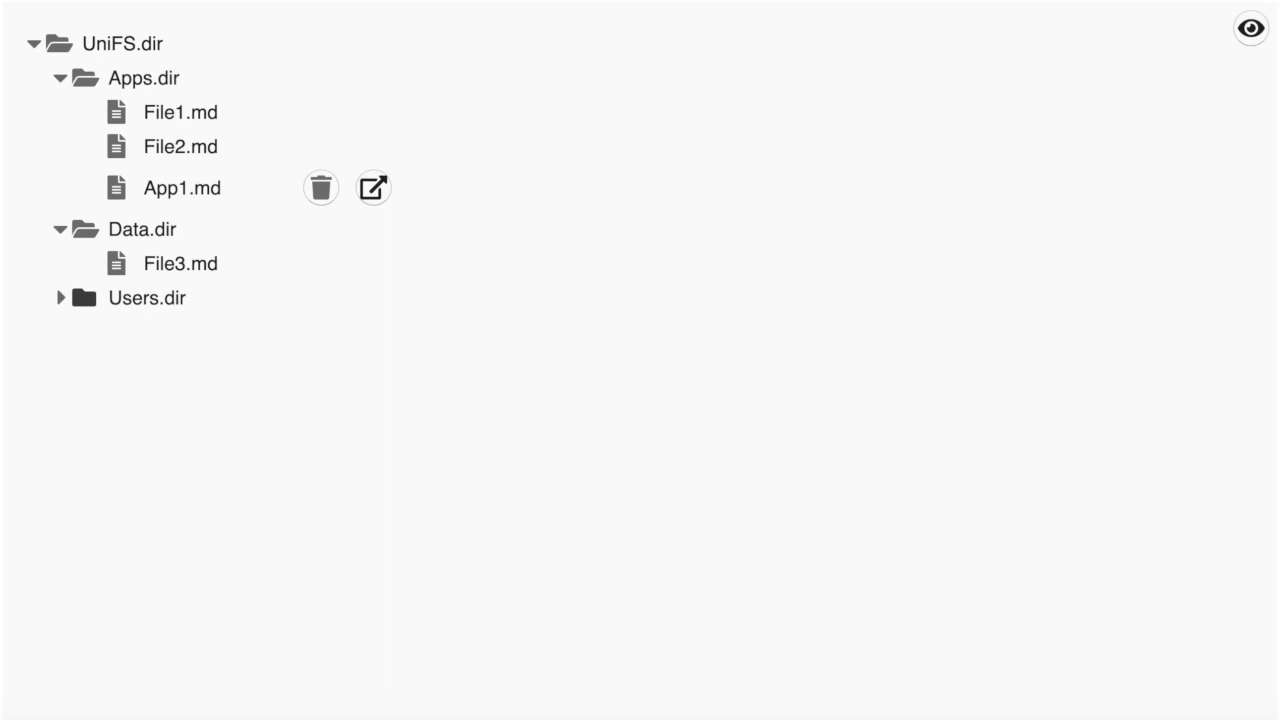 UniFS.dir
Apps.dir
File1.md
File2.md
App1.md
Data.dir
File3.md
Users.dir